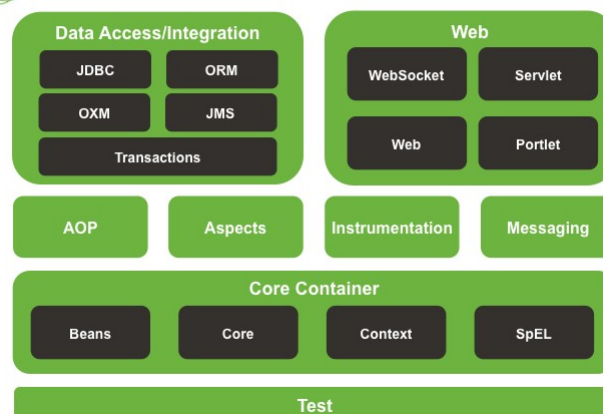 Data Access/Integration
JDBC
ORM
OXM
JMS
Transactions
Web
WebSocket
Servlet
Web
Portlet
AOP
Aspects
Instrumentation
Messaging
Core Container
Beans
Core
Context
SpEL
Test